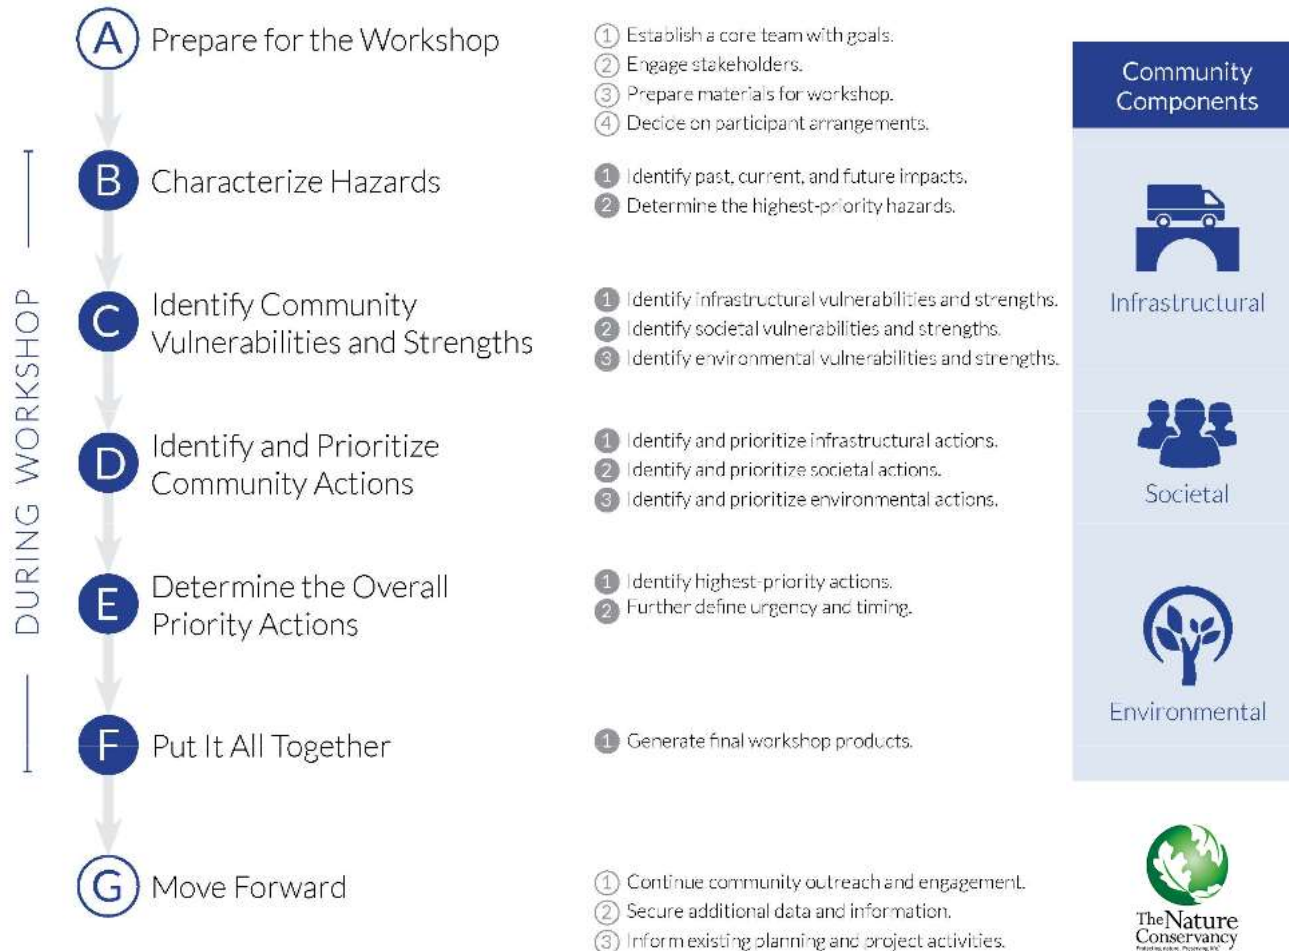 A
Prepare for the Workshop
1 Establish a core team with goals.
2 Engage stakeholders.
3 Prepare materials for workshop.
4 Decide on participant arrangements.
DURING WORKSHOP
B
Characterize Hazards
1 Identify past, current, and future impacts.
2 Determine the highest-priority hazards.
C
Identify Community
Vulnerabilities and Strengths
1 Identify infrastructural vulnerabilities and strengths.
2 Identify societal vulnerabilities and strengths.
3 Identify environmental vulnerabilities and strengths.
D
Identify and Prioritize
Community Actions
1 Identify and prioritize infrastructural actions.
2 Identify and prioritize societal actions.
3 Identify and prioritize environmental actions.
E
Determine the Overall
Priority Actions
1 Identify highest-priority actions.
2 Further define urgency and timing.
F
Put It All Together
1 Generate final workshop products.
G
Move Forward
1 Continue community outreach and engagement.
2 Secure additional data and information.
3 Inform existing planning and project activities.
Community
Components
Infrastructural
Societal
Environmental
The Nature
Conservancy
Protecting nature. Preserving life.